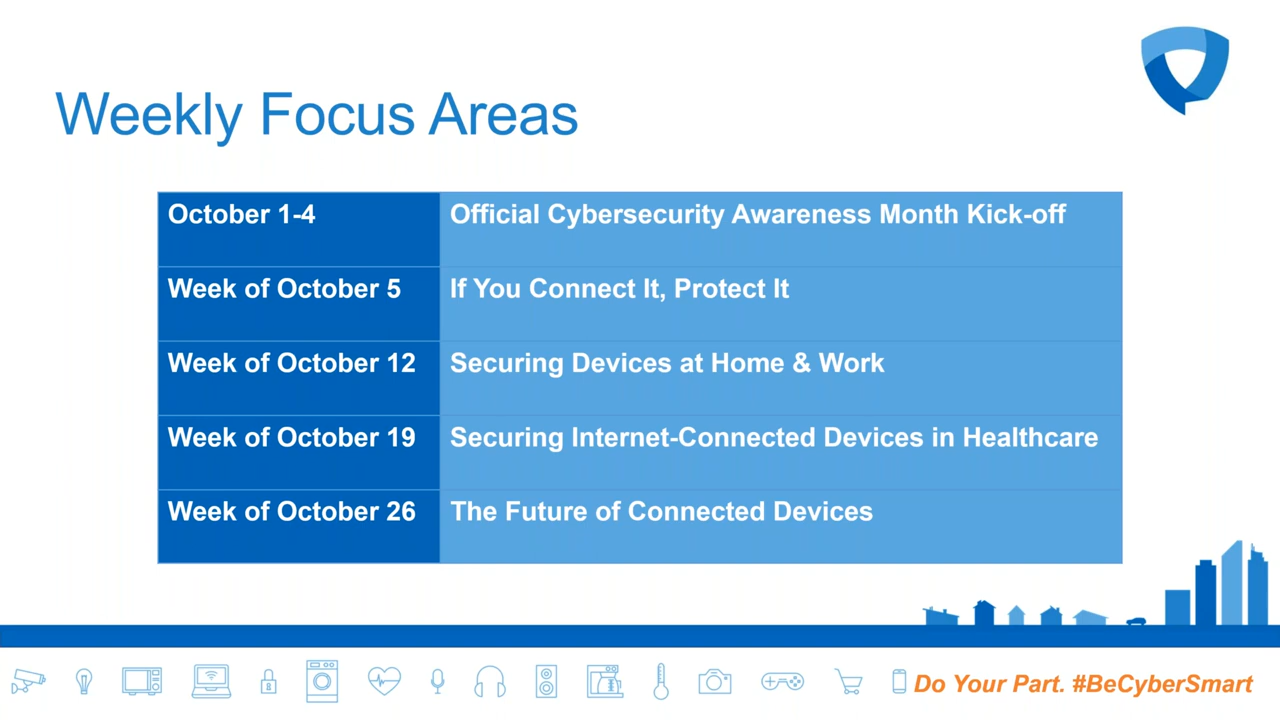 Weekly Focus Areas
October 1-4 Official Cybersecurity Awareness Month Kick-off
Week of October 5 If You Connect It, Protect It
Week of October 12 Securing Devices at Home & Work
Week of October 19 Securing Internet-Connected Devices in Healthcare
Week of October 26 The Future of Connected Devices
Do Your Part. #BeCyberSmart